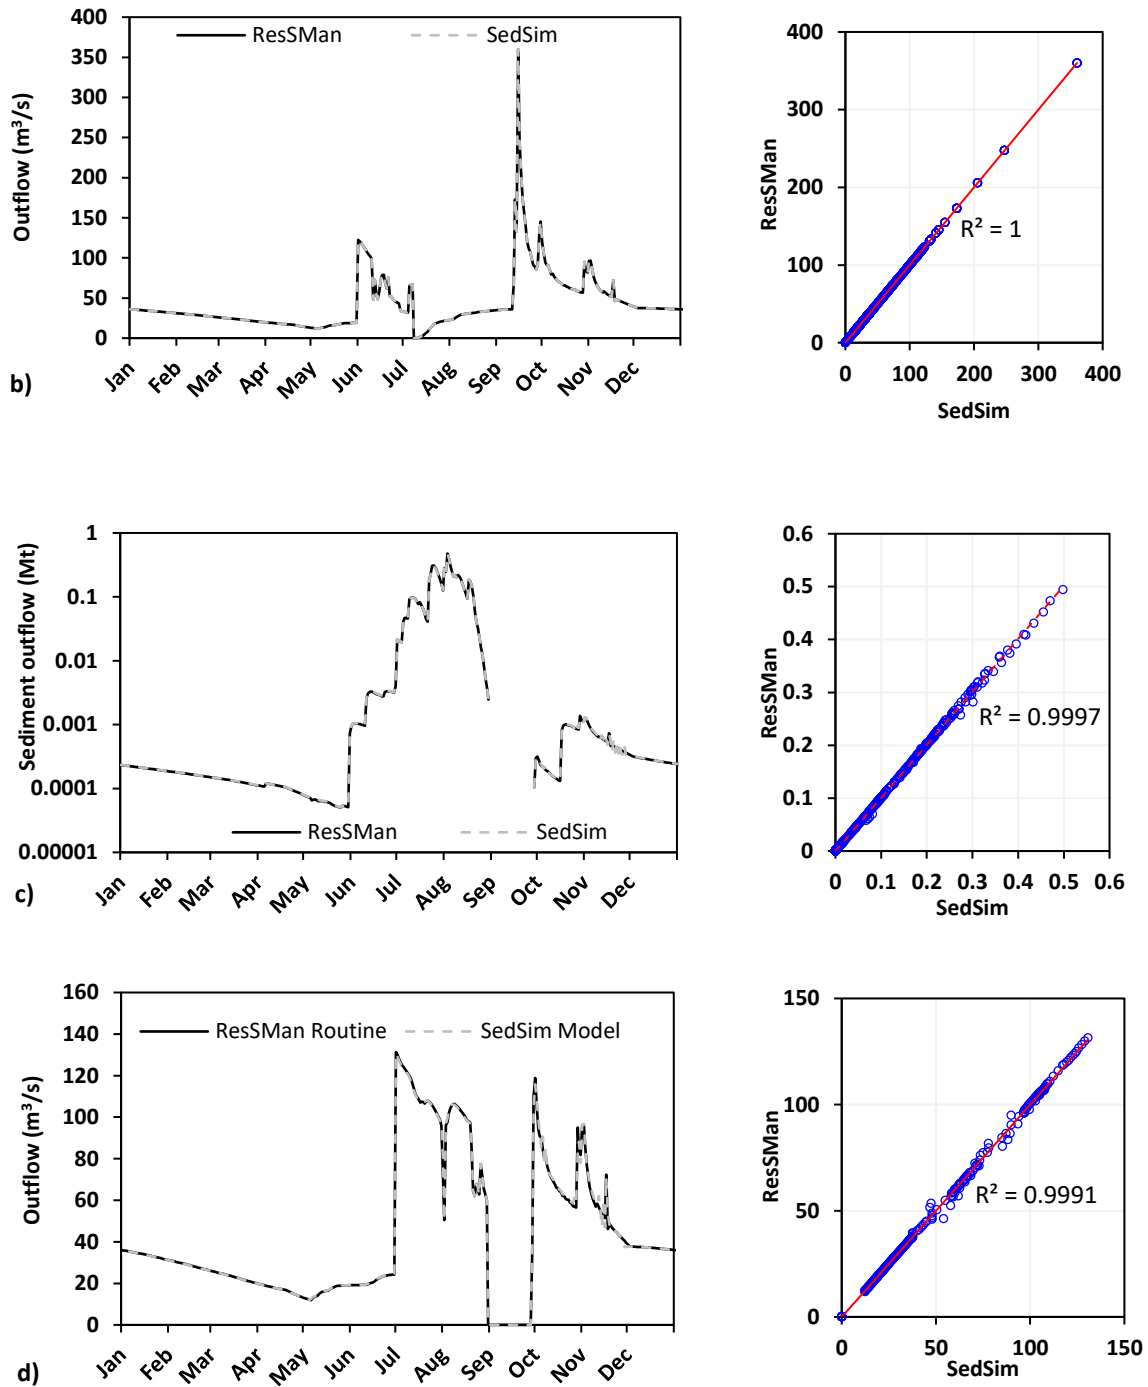 400
350
300
250
200
150
100
50
0
Outflow (m³/s)
ResSMan
SedSim
Jan
Feb
Mar
Apr
May
Jun
Jul
Aug
Sep
Oct
Nov
Dec
b)
400
300
200
100
0
ResSMan
R² = 1
0
100
200
300
400
SedSim
1
0.1
0.01
0.001
0.0001
0.00001
Sediment outflow (Mt)
ResSMan
SedSim
Jan
Feb
Mar
Apr
May
Jun
Jul
Aug
Sep
Oct
Nov
Dec
c)
0.6
0.5
0.4
0.3
0.2
0.1
0
ResSMan
R² = 0.9997
0
0.1
0.2
0.3
0.4
0.5
0.6
SedSim
160
140
120
100
80
60
40
20
0
Outflow (m³/s)
ResSMan Routine
SedSim Model
Jan
Feb
Mar
Apr
May
Jun
Jul
Aug
Sep
Oct
Nov
Dec
d)
150
100
50
0
ResSMan
R² = 0.9991
0
50
100
150
SedSim